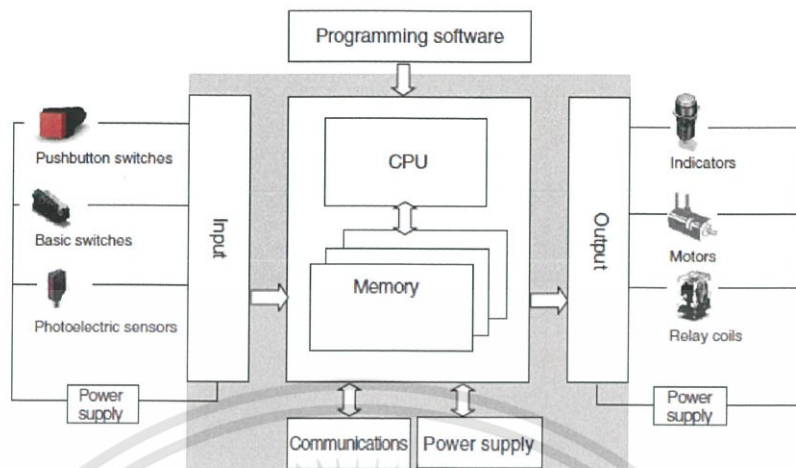 Programming software
Pushbutton switches
Basic switches
Photoelectric sensors
Power
supply
Input
CPU
Memory
Communications
Power supply
Output
Indicators
Motors
Relay coils
Power
supply